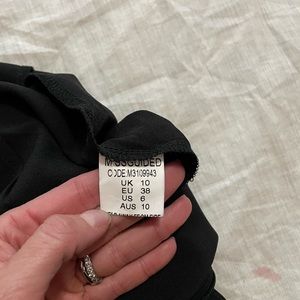 MISSGUIDED
CODE:M3109943
UK 10
EU 38
US 6
AUS 10